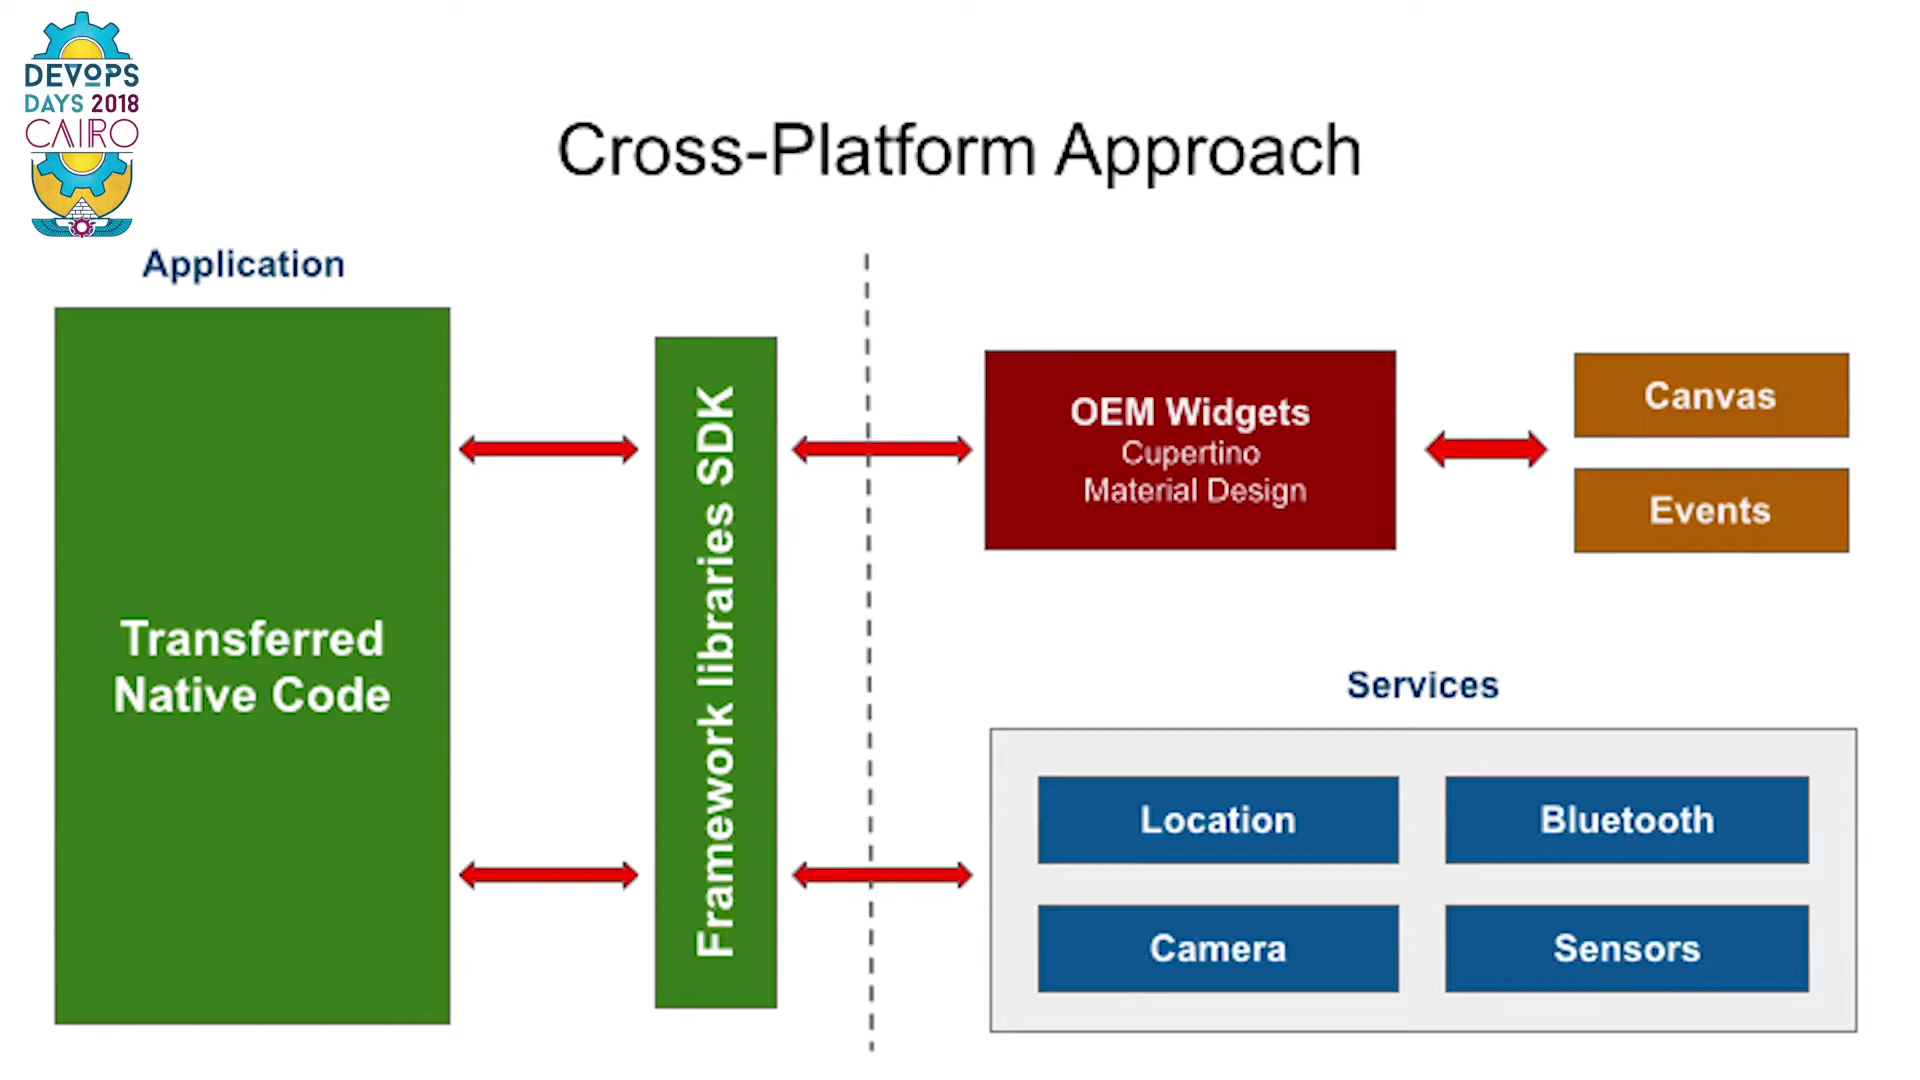 DEVOPS
DAYS 2018
CAIRO
Cross-Platform Approach
Application
Transferred
Native Code
Framework libraries SDK
OEM Widgets
Cupertino
Material Design
Canvas
Events
Services
Location
Bluetooth
Camera
Sensors